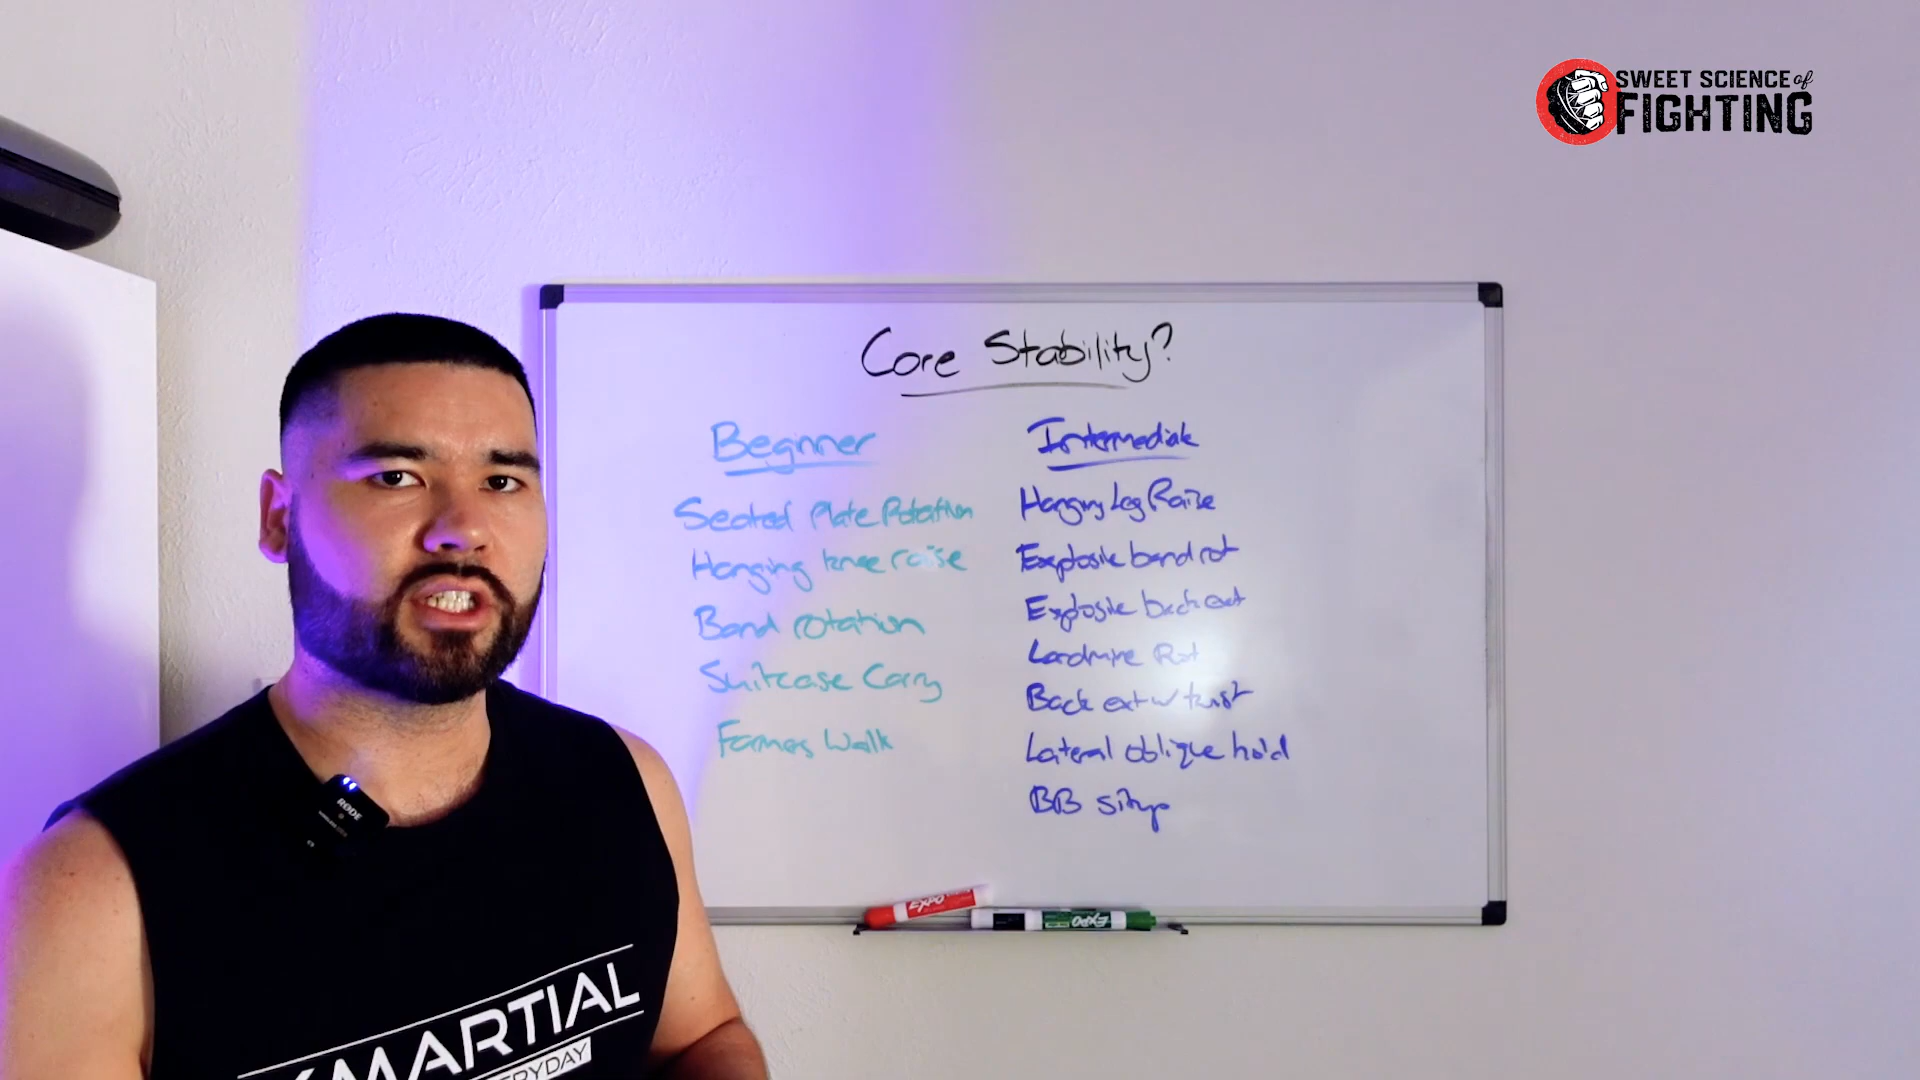 SWEET SCIENCE of
FIGHTING
Core Stability?
Beginner
Seated Plate Rotation
Hanging knee raise
Band rotation
Suitcase Carry
Farmers Walk
Intermediate
Hanging Leg Raise
Explosive band rot
Explosive back ext
Landmine Rot
Back ext w twist
Lateral oblique hold
BB situp
EXPO
EXPO
RODE
MARTIAL
ERYDAY